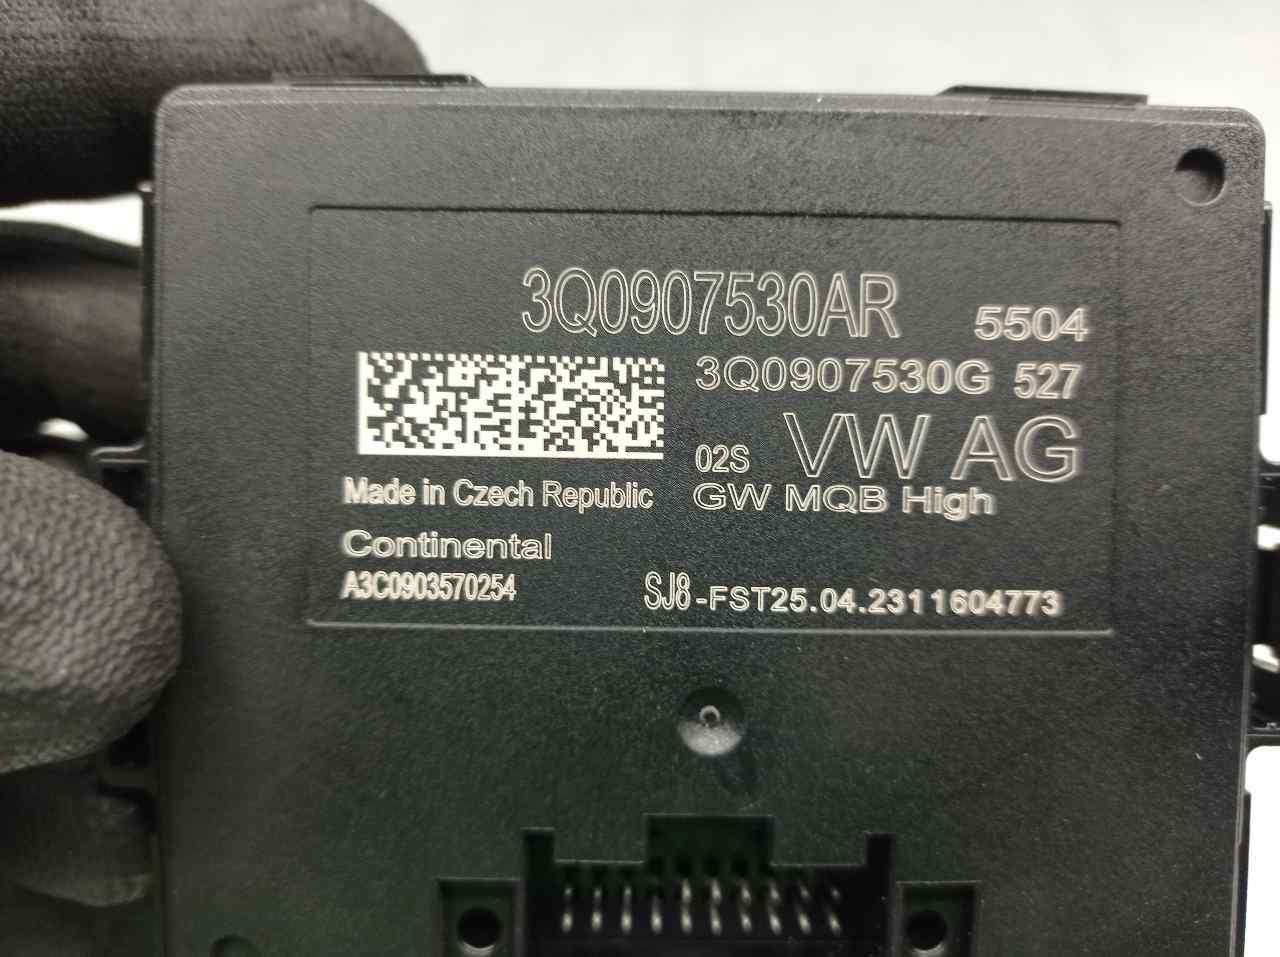 3Q0907530AR 5504
3Q0907530G 527
02S VW AG
Made in Czech Republic GW MQB High
Continental
A3C0903570254 SJ8-FST25.04.2311604773